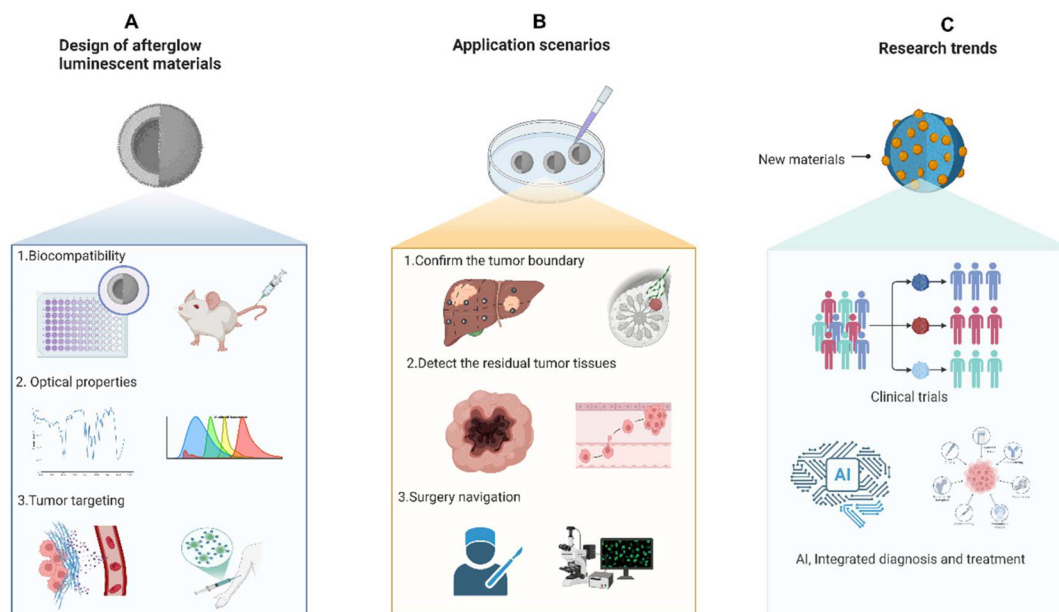 A
Design of afterglow
luminescent materials
1.Biocompatibility
2. Optical properties
3.Tumor targeting
B
Application scenarios
1.Confirm the tumor boundary
2.Detect the residual tumor tissues
3.Surgery navigation
C
Research trends
New materials
Clinical trials
AI
AI, Integrated diagnosis and treatment